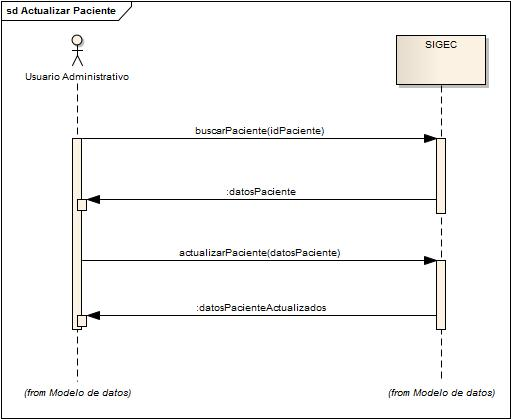 sd Actualizar Paciente
SIGEC
Usuario Administrativo
buscarPaciente(idPaciente)
:datosPaciente
actualizarPaciente(datosPaciente)
:datosPacienteActualizados
(from Modelo de datos)
(from Modelo de datos)